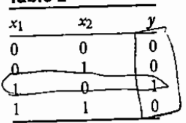 x₁ x₂ y
0 0 0
0 1 0
1 0 1
1 1 0